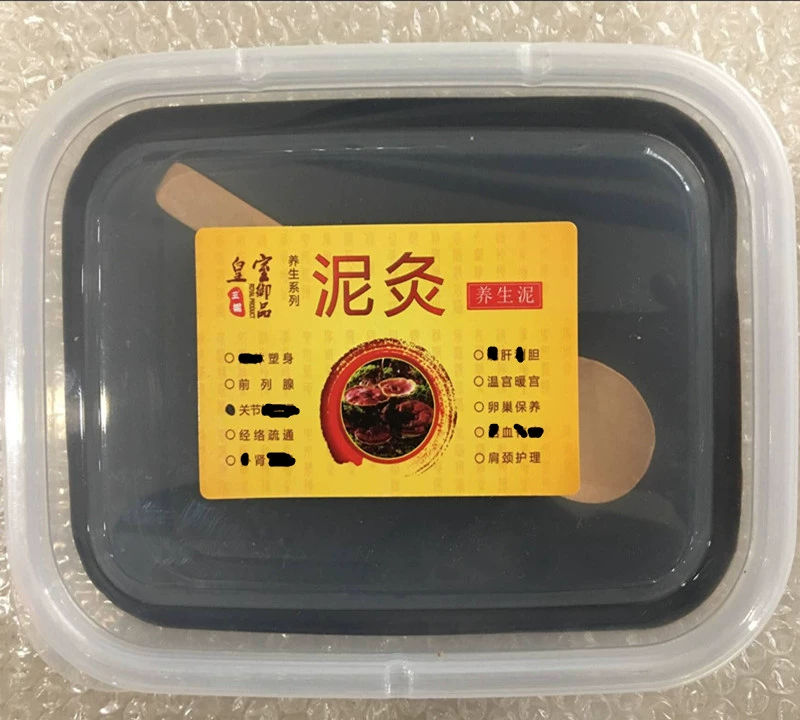 皇室御品
养生系列
泥灸
养生泥
塑身
前列腺
关节
经络疏通
肾
肝 胆
温宫暖宫
卵巢保养
血
肩颈护理